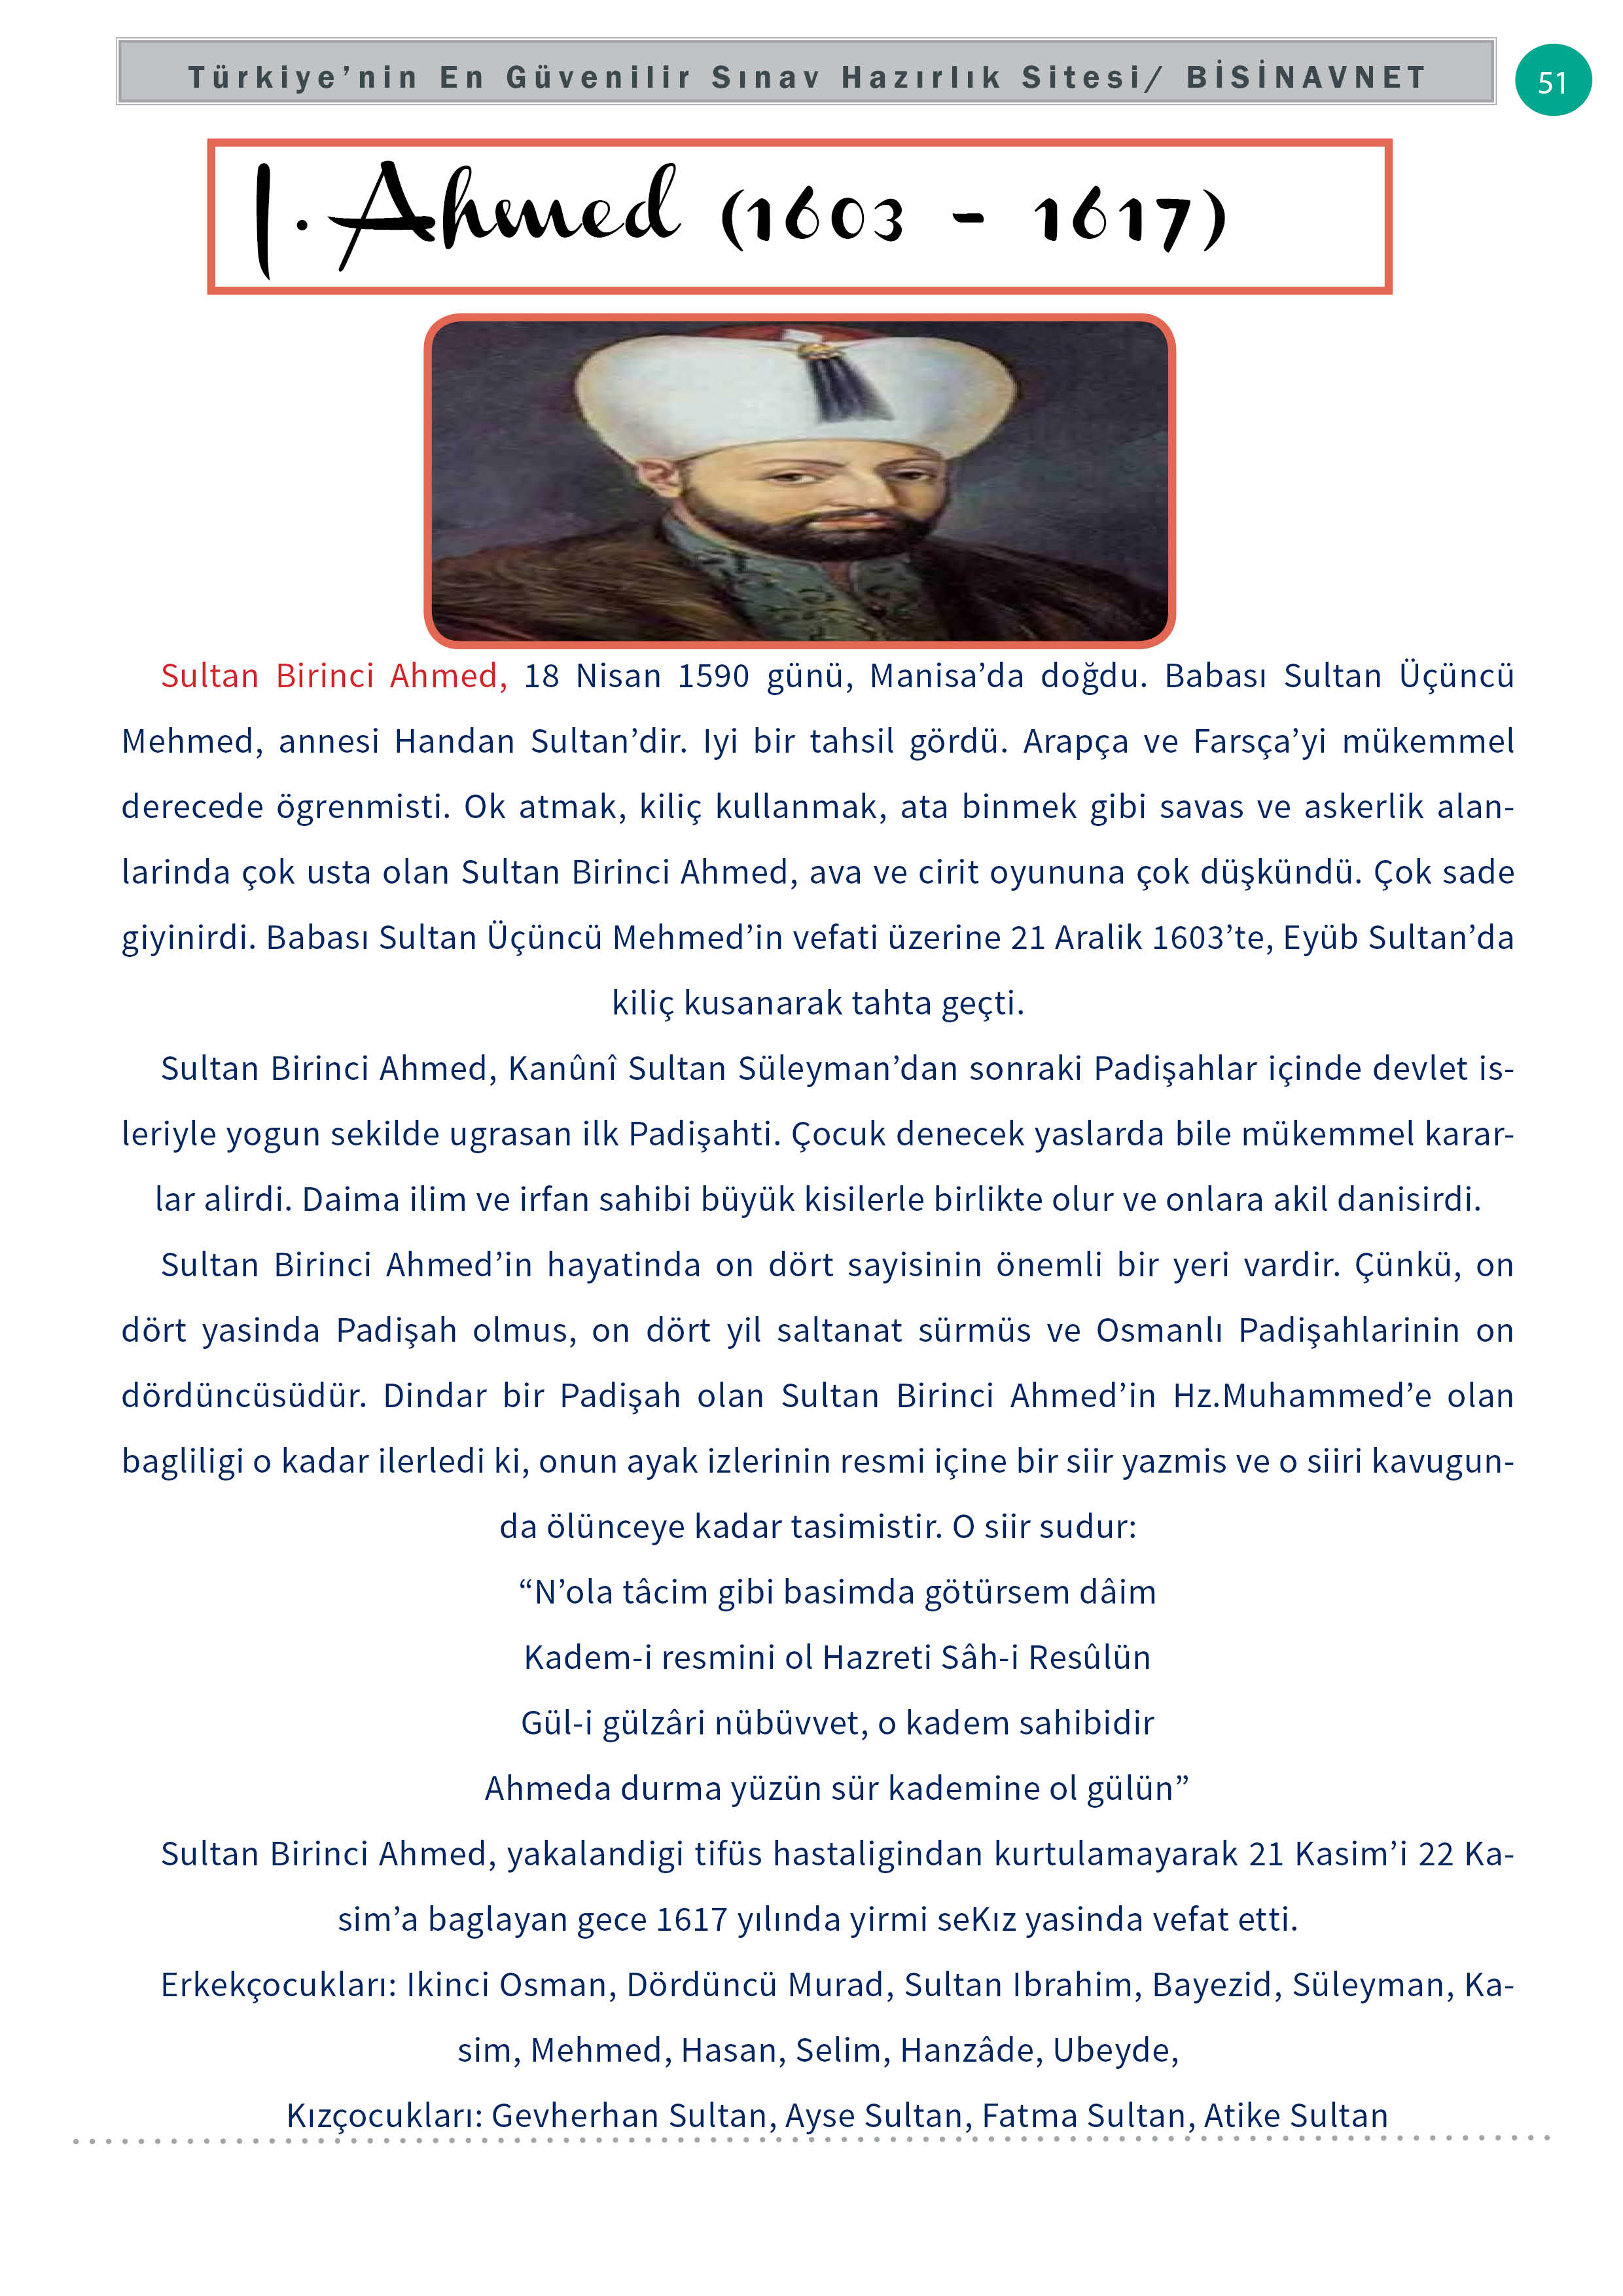 Türkiye’nin En Güvenilir Sınav Hazırlık Sitesi/ BİSİNAVNET
51
I. Ahmed (1603 - 1617)
Sultan Birinci Ahmed, 18 Nisan 1590 günü, Manisa’da doğdu. Babası Sultan Üçüncü
Mehmed, annesi Handan Sultan’dir. Iyi bir tahsil gördü. Arapça ve Farsça’yi mükemmel
derecede ögrenmisti. Ok atmak, kiliç kullanmak, ata binmek gibi savas ve askerlik alan-
larinda çok usta olan Sultan Birinci Ahmed, ava ve cirit oyununa çok düşkündü. Çok sade
giyinirdi. Babası Sultan Üçüncü Mehmed’in vefati üzerine 21 Aralik 1603’te, Eyüb Sultan’da
kiliç kusanarak tahta geçti.
Sultan Birinci Ahmed, Kanûnî Sultan Süleyman’dan sonraki Padişahlar içinde devlet is-
leriyle yogun sekilde ugrasan ilk Padişahti. Çocuk denecek yaslarda bile mükemmel karar-
lar alirdi. Daima ilim ve irfan sahibi büyük kisilerle birlikte olur ve onlara akil danisirdi.
Sultan Birinci Ahmed’in hayatinda on dört sayisinin önemli bir yeri vardir. Çünkü, on
dört yasinda Padişah olmus, on dört yil saltanat sürmüs ve Osmanlı Padişahlarinin on
dördüncüsüdür. Dindar bir Padişah olan Sultan Birinci Ahmed’in Hz.Muhammed’e olan
bagliligi o kadar ilerledi ki, onun ayak izlerinin resmi içine bir siir yazmis ve o siiri kavugun-
da ölünceye kadar tasimistir. O siir sudur:
“N’ola tâcim gibi basimda götürsem dâim
Kadem-i resmini ol Hazreti Sâh-i Resûlün
Gül-i gülzâri nübüvvet, o kadem sahibidir
Ahmeda durma yüzün sür kademine ol gülün”
Sultan Birinci Ahmed, yakalandigi tifüs hastaligindan kurtulamayarak 21 Kasim’i 22 Ka-
sim’a baglayan gece 1617 yılında yirmi seKız yasinda vefat etti.
Erkekçocukları: Ikinci Osman, Dördüncü Murad, Sultan Ibrahim, Bayezid, Süleyman, Ka-
sim, Mehmed, Hasan, Selim, Hanzâde, Ubeyde,
Kızçocukları: Gevherhan Sultan, Ayse Sultan, Fatma Sultan, Atike Sultan